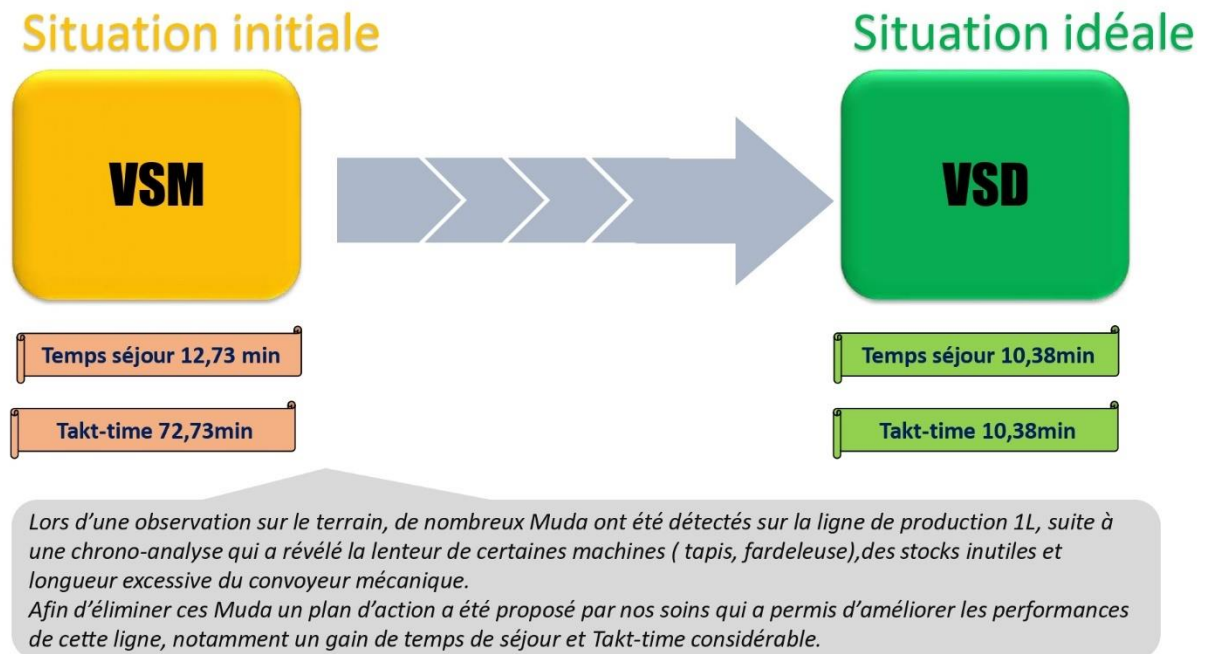 Situation initiale
Situation idéale
VSM
VSD
Temps séjour 12,73 min
Temps séjour 10,38min
Takt-time 72,73min
Takt-time 10,38min
Lors d’une observation sur le terrain, de nombreux Muda ont été détectés sur la ligne de production 1L, suite à
une chrono-analyse qui a révélé la lenteur de certaines machines ( tapis, fardeleuse),des stocks inutiles et
longueur excessive du convoyeur mécanique.
Afin d’éliminer ces Muda un plan d’action a été proposé par nos soins qui a permis d’améliorer les performances
de cette ligne, notamment un gain de temps de séjour et Takt-time considérable.